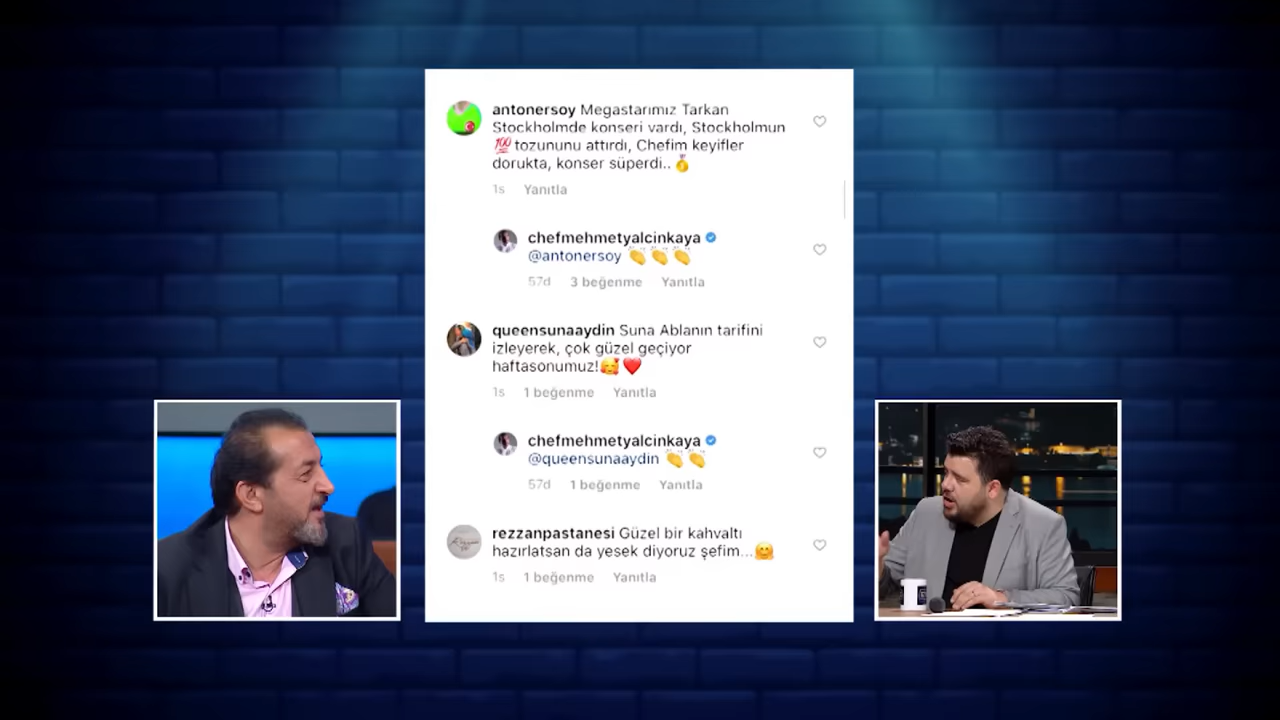 antonersoy Megastarımız Tarkan
Stockholmde konseri vardı, Stockholmun
💯 tozununu attırdı, Chefim keyifler
dorukta, konser süperdi.. 🥇
1s Yanıtla
chefmehmetyalcinkaya
@antonersoy 👏👏👏
57d 3 beğenme Yanıtla
queensunaaydin Suna Ablanın tarifini
izleyerek, çok güzel geçiyor
haftasonumuz!🥰❤️
1s 1 beğenme Yanıtla
chefmehmetyalcinkaya
@queensunaaydin 👏👏
57d 1 beğenme Yanıtla
rezzanpastanesi Güzel bir kahvaltı
hazırlatsan da yesek diyoruz şefim...🤗
1s 1 beğenme Yanıtla